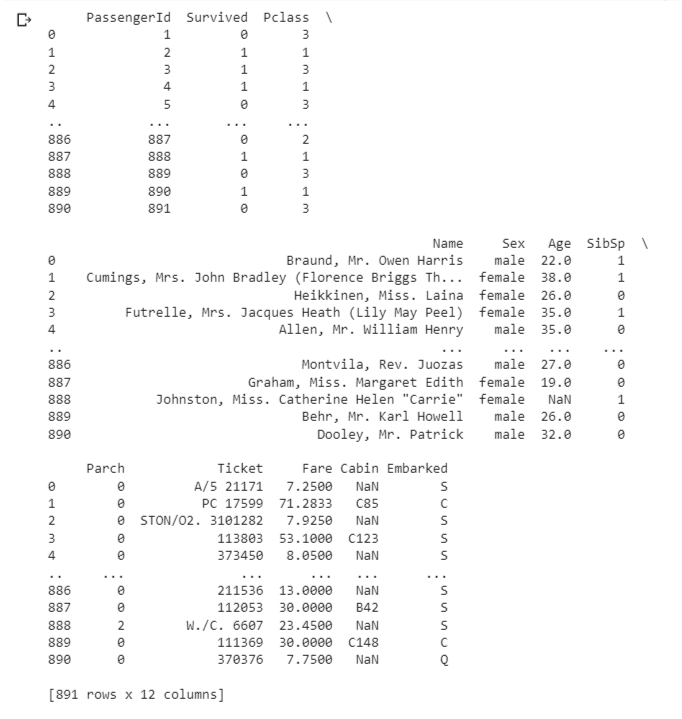 PassengerId Survived Pclass \
0 1 0 3
1 2 1 1
2 3 1 3
3 4 1 1
4 5 0 3
.. ... ... ...
886 887 0 2
887 888 1 1
888 889 0 3
889 890 1 1
890 891 0 3
Name Sex Age SibSp \
0 Braund, Mr. Owen Harris male 22.0 1
1 Cumings, Mrs. John Bradley (Florence Briggs Th... female 38.0 1
2 Heikkinen, Miss. Laina female 26.0 0
3 Futrelle, Mrs. Jacques Heath (Lily May Peel) female 35.0 1
4 Allen, Mr. William Henry male 35.0 0
.. ... ... ... ...
886 Montvila, Rev. Juozas male 27.0 0
887 Graham, Miss. Margaret Edith female 19.0 0
888 Johnston, Miss. Catherine Helen "Carrie" female NaN 1
889 Behr, Mr. Karl Howell male 26.0 0
890 Dooley, Mr. Patrick male 32.0 0
Parch Ticket Fare Cabin Embarked
0 0 A/5 21171 7.2500 NaN S
1 0 PC 17599 71.2833 C85 C
2 0 STON/O2. 3101282 7.9250 NaN S
3 0 113803 53.1000 C123 S
4 0 373450 8.0500 NaN S
.. ... ... ... ... ...
886 0 211536 13.0000 NaN S
887 0 112053 30.0000 B42 S
888 2 W./C. 6607 23.4500 NaN S
889 0 111369 30.0000 C148 C
890 0 370376 7.7500 NaN Q
[891 rows x 12 columns]